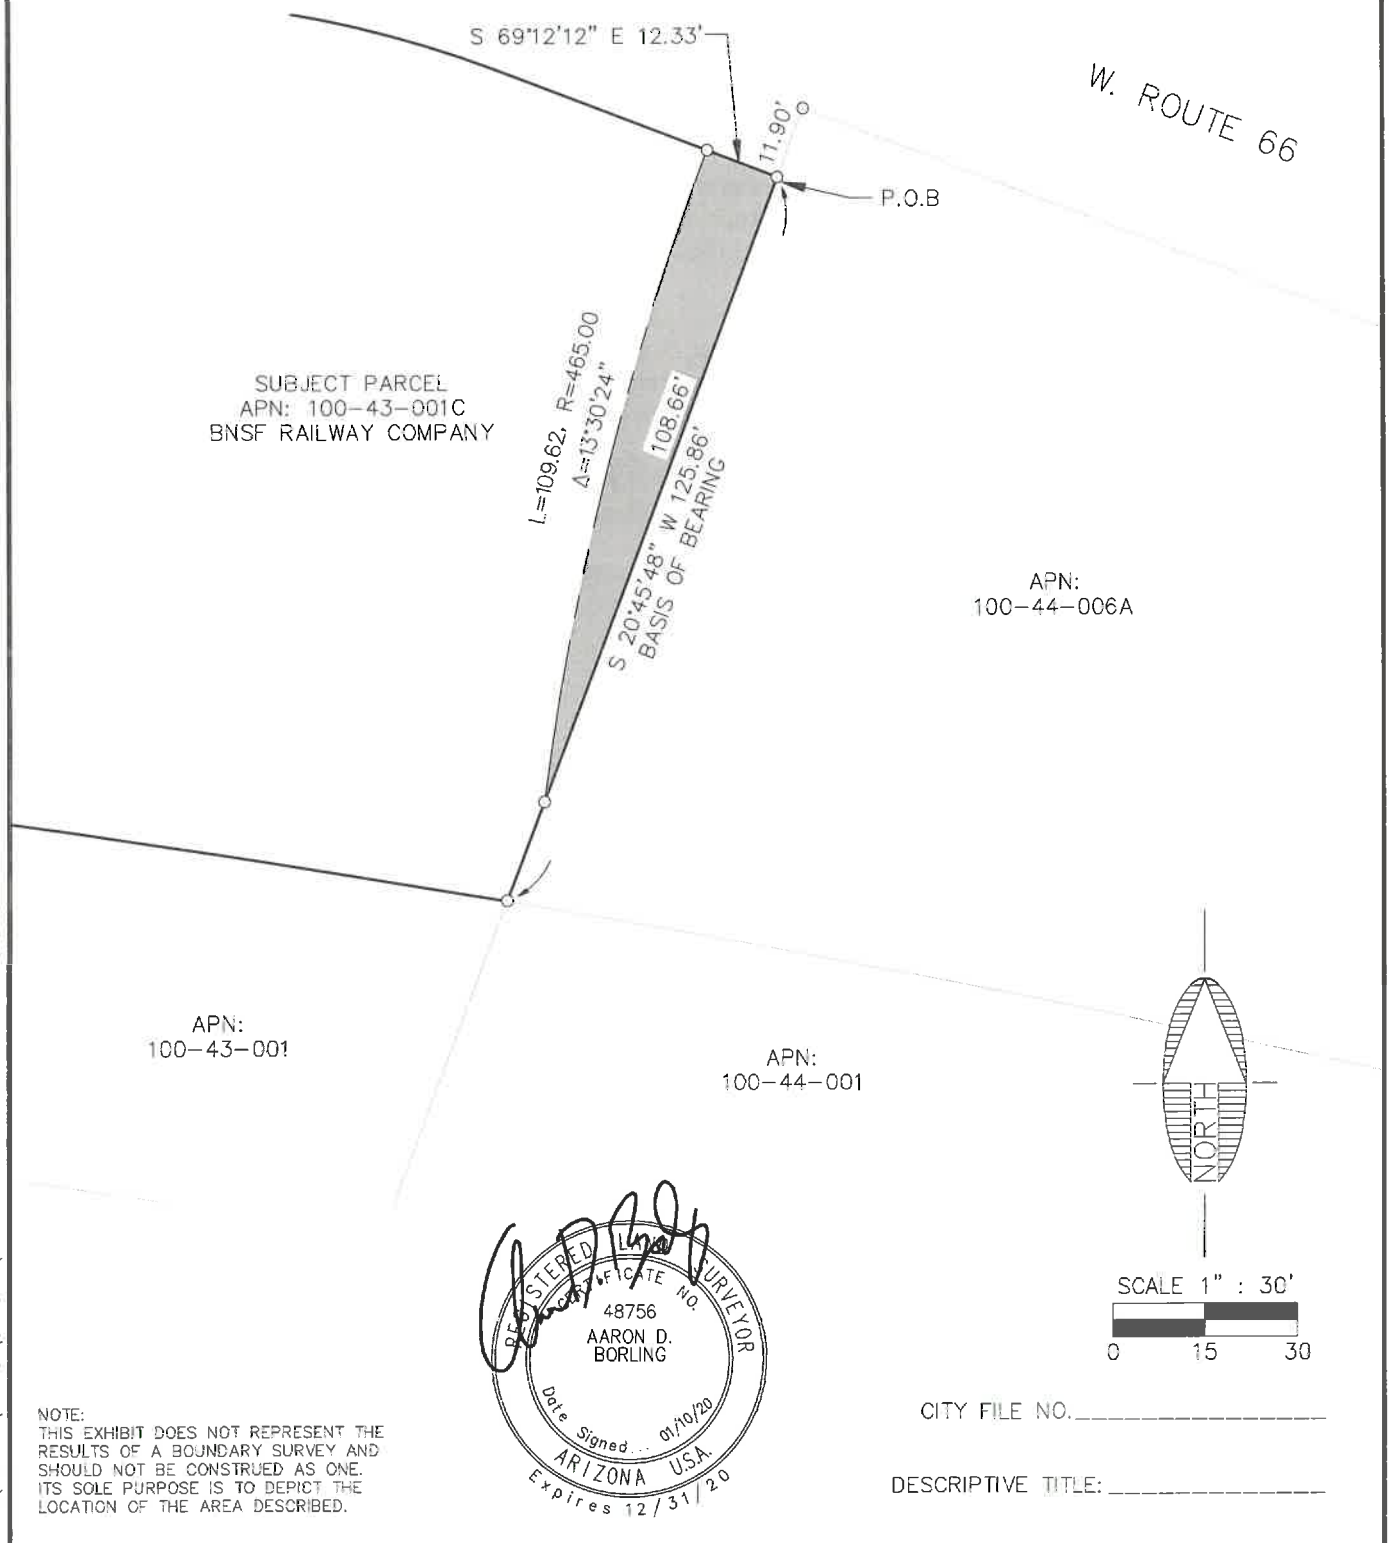 S 69°12'12" E 12.33'
W. ROUTE 66
11.90'
P.O.B
L=109.62, R=465.00
Δ=13°30'24"
108.66'
S 20°45'48" W 125.86'
BASIS OF BEARING
SUBJECT PARCEL
APN: 100-43-001C
BNSF RAILWAY COMPANY
APN:
100-44-006A
APN:
100-43-001
APN:
100-44-001
NORTH
SCALE 1" : 30'
0 15 30
REGISTERED LAND SURVEYOR
CERTIFICATE NO.
48756
AARON D.
BORLING
Date Signed... 01/10/20
ARIZONA U.S.A.
Expires 12/31/20
CITY FILE NO.
DESCRIPTIVE TITLE:
NOTE:
THIS EXHIBIT DOES NOT REPRESENT THE
RESULTS OF A BOUNDARY SURVEY AND
SHOULD NOT BE CONSTRUED AS ONE.
ITS SOLE PURPOSE IS TO DEPICT THE
LOCATION OF THE AREA DESCRIBED.